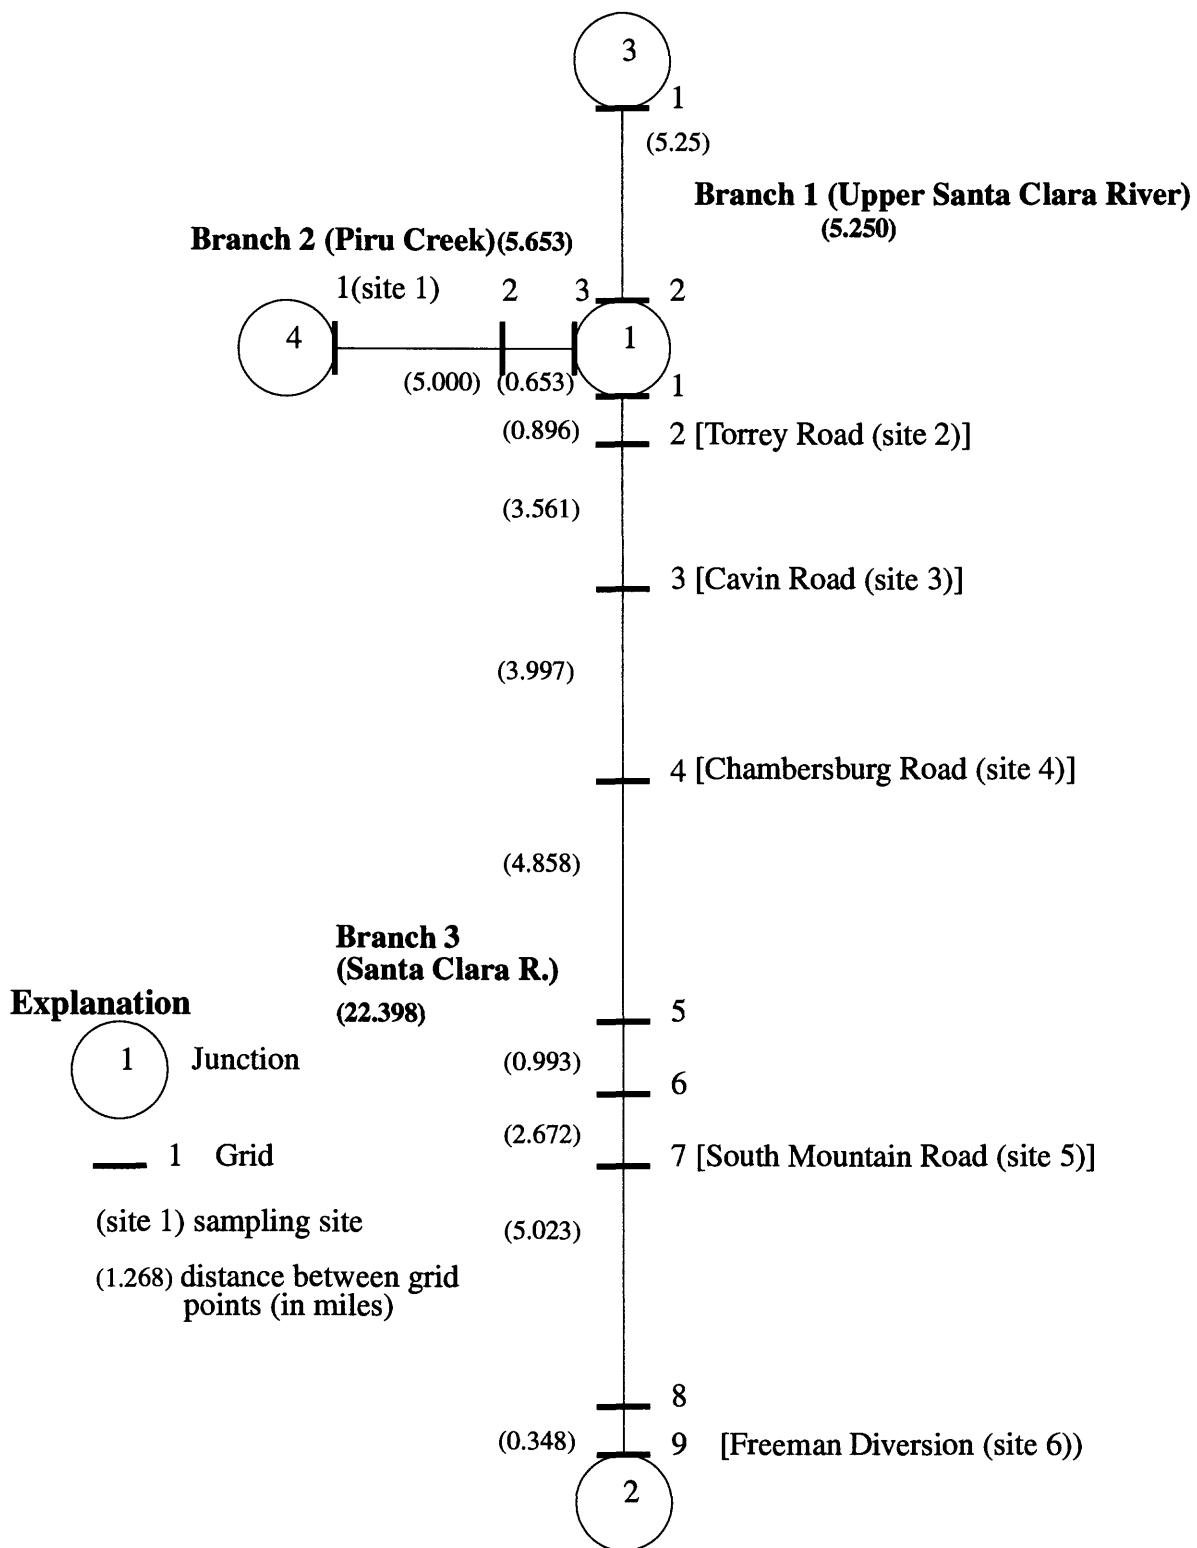 3
1
(5.25)
Branch 1 (Upper Santa Clara River)
(5.250)
Branch 2 (Piru Creek)(5.653)
1(site 1)
2
3
2
4
1
(5.000)
(0.653)
1
(0.896)
2 [Torrey Road (site 2)]
(3.561)
3 [Cavin Road (site 3)]
(3.997)
4 [Chambersburg Road (site 4)]
(4.858)
Branch 3
(Santa Clara R.)
(22.398)
5
(0.993)
6
(2.672)
7 [South Mountain Road (site 5)]
(5.023)
8
(0.348)
9 [Freeman Diversion (site 6))
2
Explanation
1 Junction
1 Grid
(site 1) sampling site
(1.268) distance between grid
points (in miles)